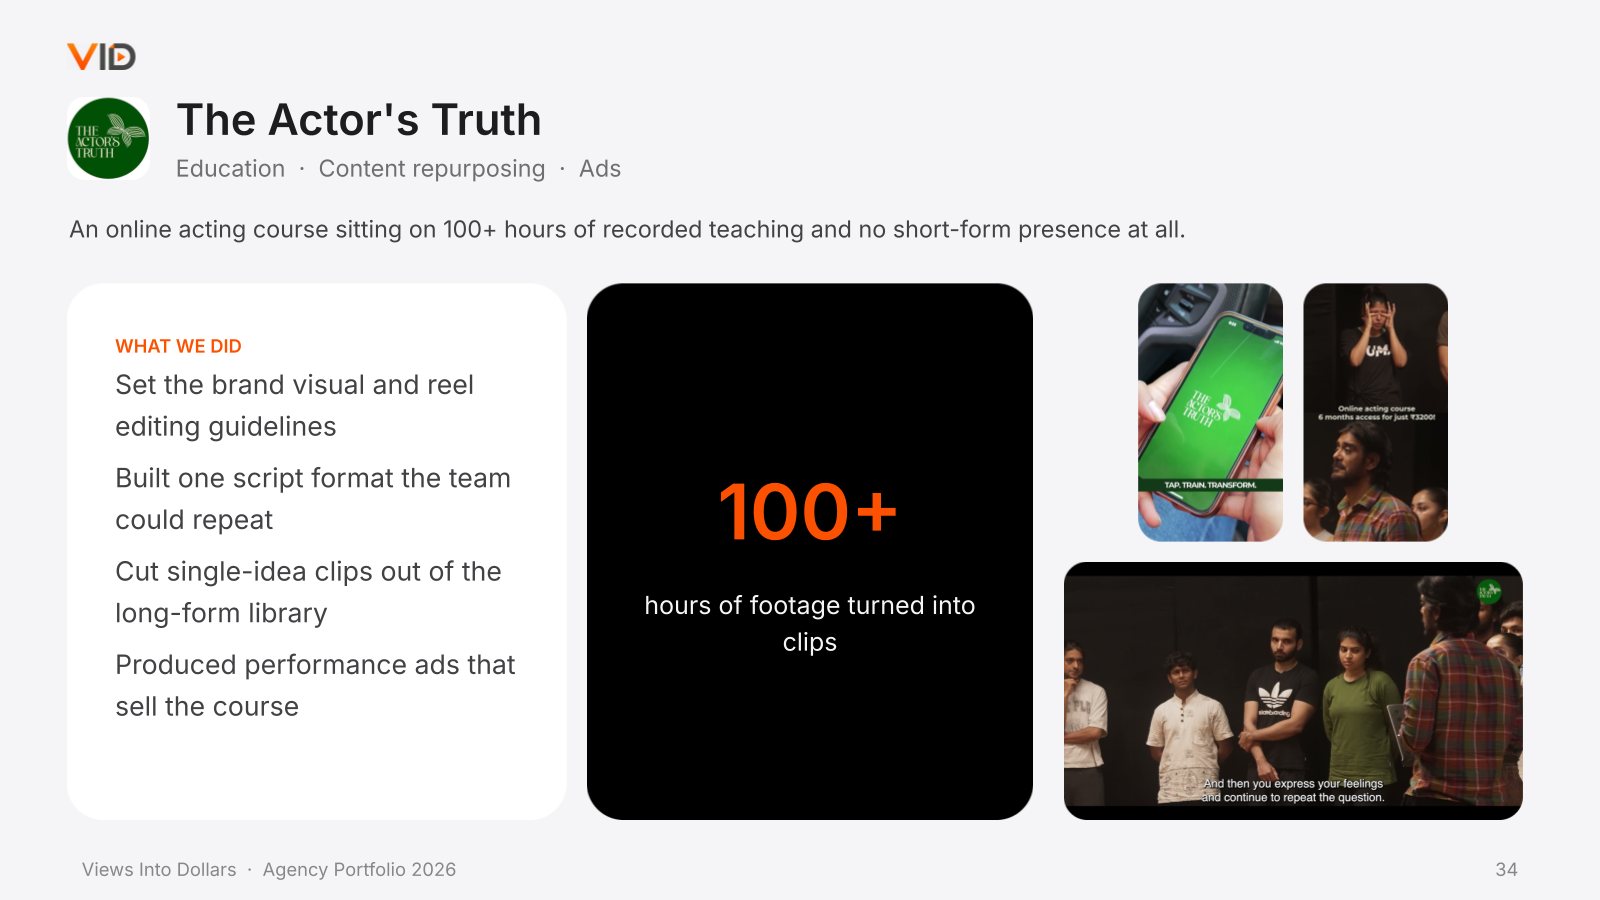 VID
THE
ACTOR'S
TRUTH
The Actor's Truth
Education · Content repurposing · Ads
An online acting course sitting on 100+ hours of recorded teaching and no short-form presence at all.
WHAT WE DID
Set the brand visual and reel
editing guidelines
Built one script format the team
could repeat
Cut single-idea clips out of the
long-form library
Produced performance ads that
sell the course
100+
hours of footage turned into
clips
THE
ACTOR'S
TRUTH
TAP. TRAIN. TRANSFORM.
UM.
Online acting course
6 months access for just ₹3200!
And then you express your feelings
and continue to repeat the question.
Views Into Dollars · Agency Portfolio 2026
34